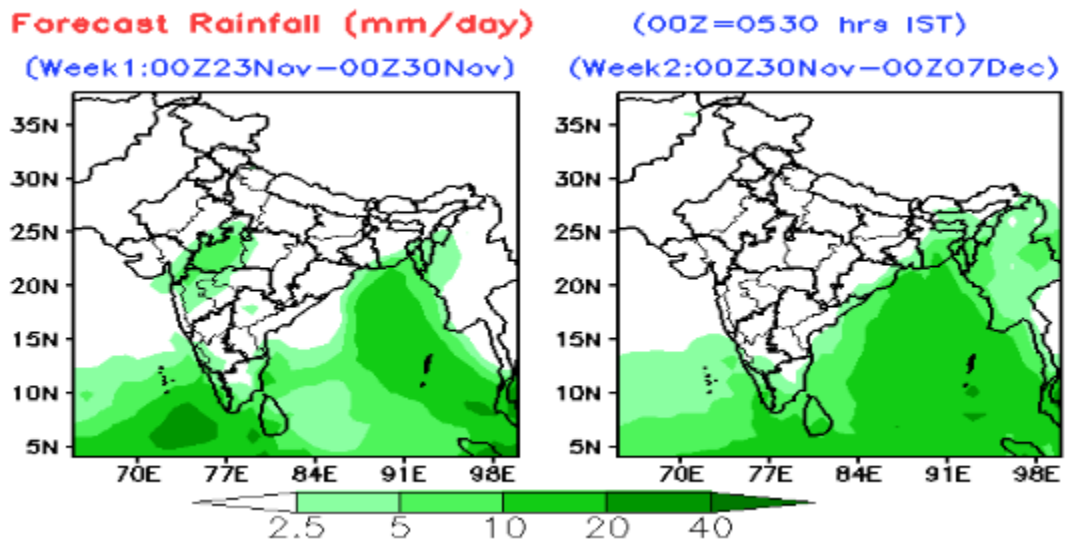 Forecast Rainfall (mm/day) (00Z=0530 hrs IST)
(Week1:00Z23Nov–00Z30Nov) (Week2:00Z30Nov–00Z07Dec)
35N 35N
30N 30N
25N 25N
20N 20N
15N 15N
10N 10N
5N 5N
70E 77E 84E 91E 98E 70E 77E 84E 91E 98E
2.5 5 10 20 40